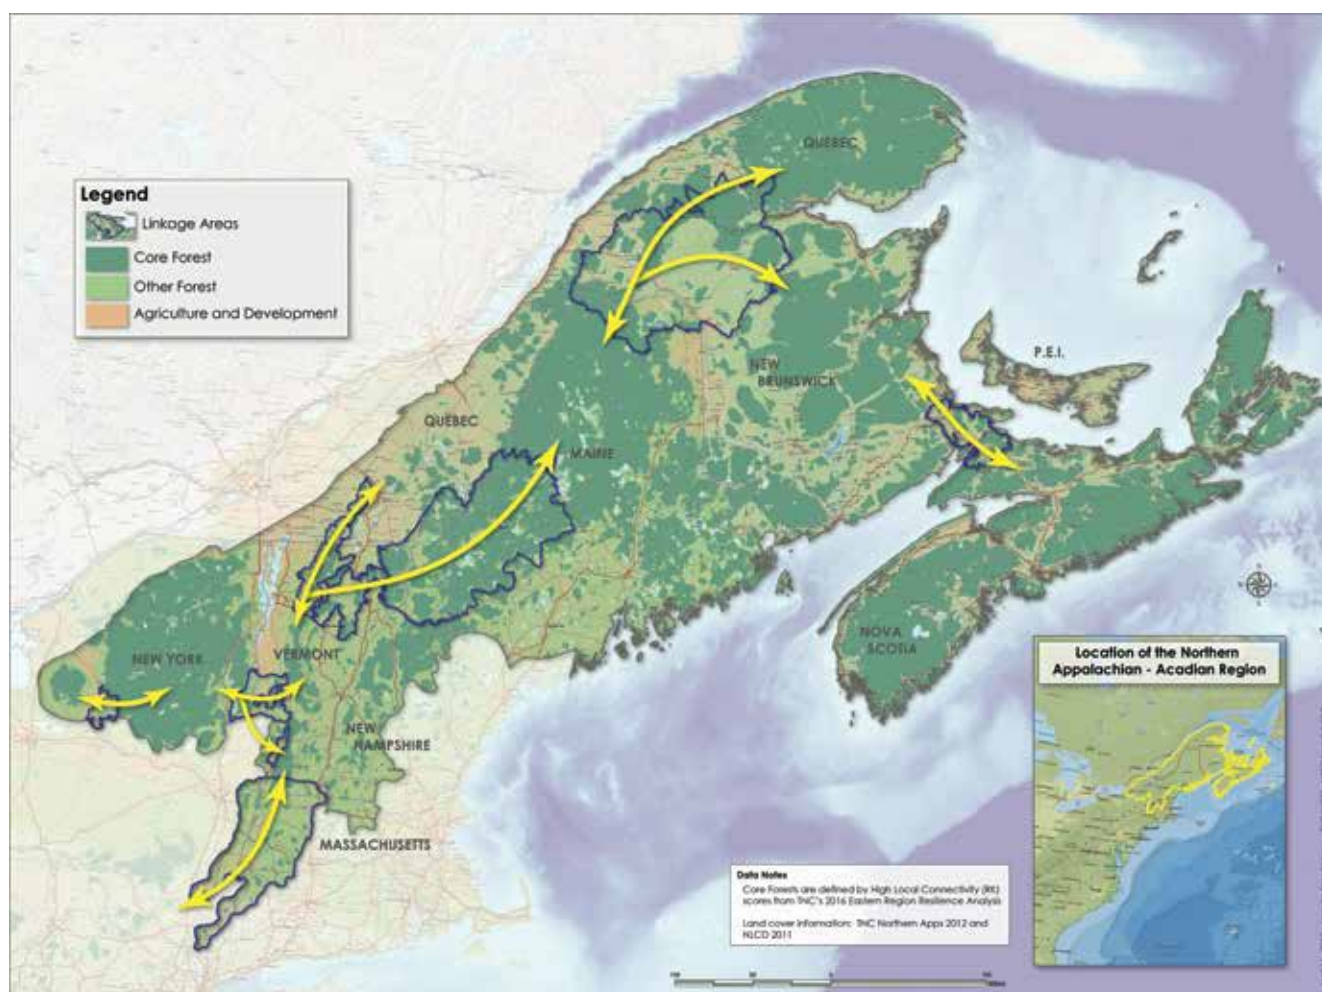 Legend
Linkage Areas
Core Forest
Other Forest
Agriculture and Development
QUEBEC
P.E.I.
NEW
BRUNSWICK
QUEBEC
MAINE
NOVA
SCOTIA
NEW YORK
VERMONT
NEW
HAMPSHIRE
MASSACHUSETTS
Location of the Northern
Appalachian - Acadian Region
Data Notes
Core Forests are defined by High Local Connectivity (RK)
scores from TNC's 2016 Eastern Region Resilience Analysis
Land cover information: TNC Northern Apps 2012 and
NLCD 2011